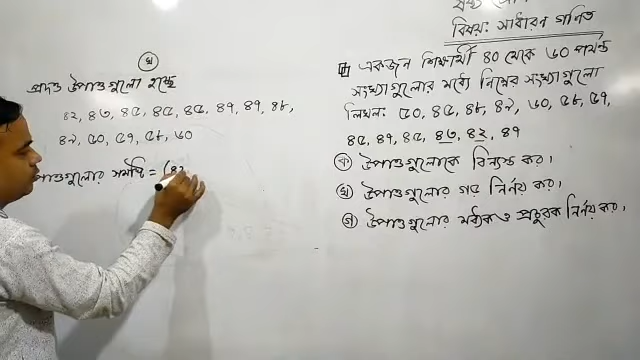 ষষ্ঠ
বিষয়: সাধারণ গণিত
একজন শিক্ষার্থী ৪০ থেকে ৬০ পর্যন্ত
সংখ্যাগুলোর মধ্যে নিম্নের সংখ্যাগুলো
লিখল: ৫০, ৪৫, ৪৮, ৪৯, ৬০, ৫৮, ৫৭,
৪৫, ৪৭, ৪৫, ৪৩, ৪২, ৪৭
ক উপাত্তগুলোকে বিন্যস্ত কর।
খ উপাত্তগুলোর গড় নির্ণয় কর।
গ উপাত্তগুলোর মধ্যক ও প্রচুরক নির্ণয় কর।
খ
প্রদত্ত উপাত্তগুলো হচ্ছে
৪২, ৪৩, ৪৫, ৪৫, ৪৫, ৪৭, ৪৭, ৪৮,
৪৯, ৫০, ৫৭, ৫৮, ৬০
পাত্তগুলোর সমষ্টি = (৪২